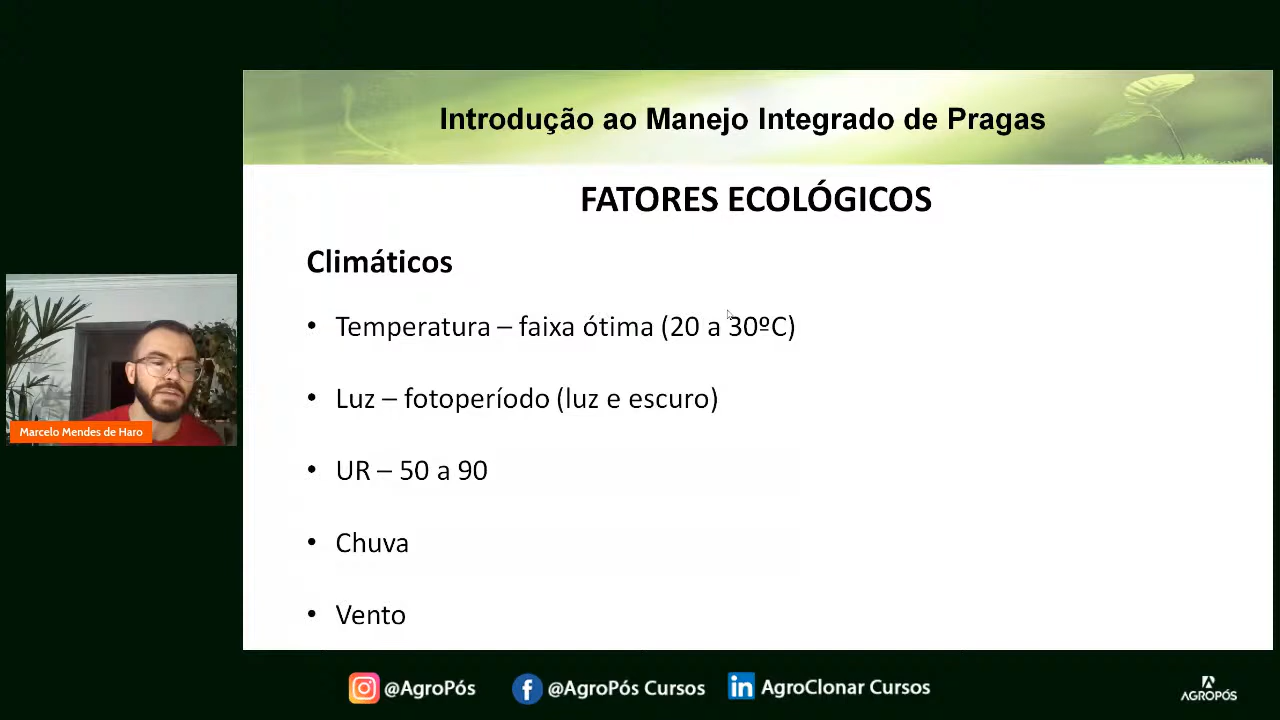 Introdução ao Manejo Integrado de Pragas
FATORES ECOLÓGICOS
Climáticos
• Temperatura – faixa ótima (20 a 30ºC)
• Luz – fotoperíodo (luz e escuro)
• UR – 50 a 90
• Chuva
• Vento
Marcelo Mendes de Haro
@AgroPós
@AgroPós Cursos
in AgroClonar Cursos
AGROPÓS